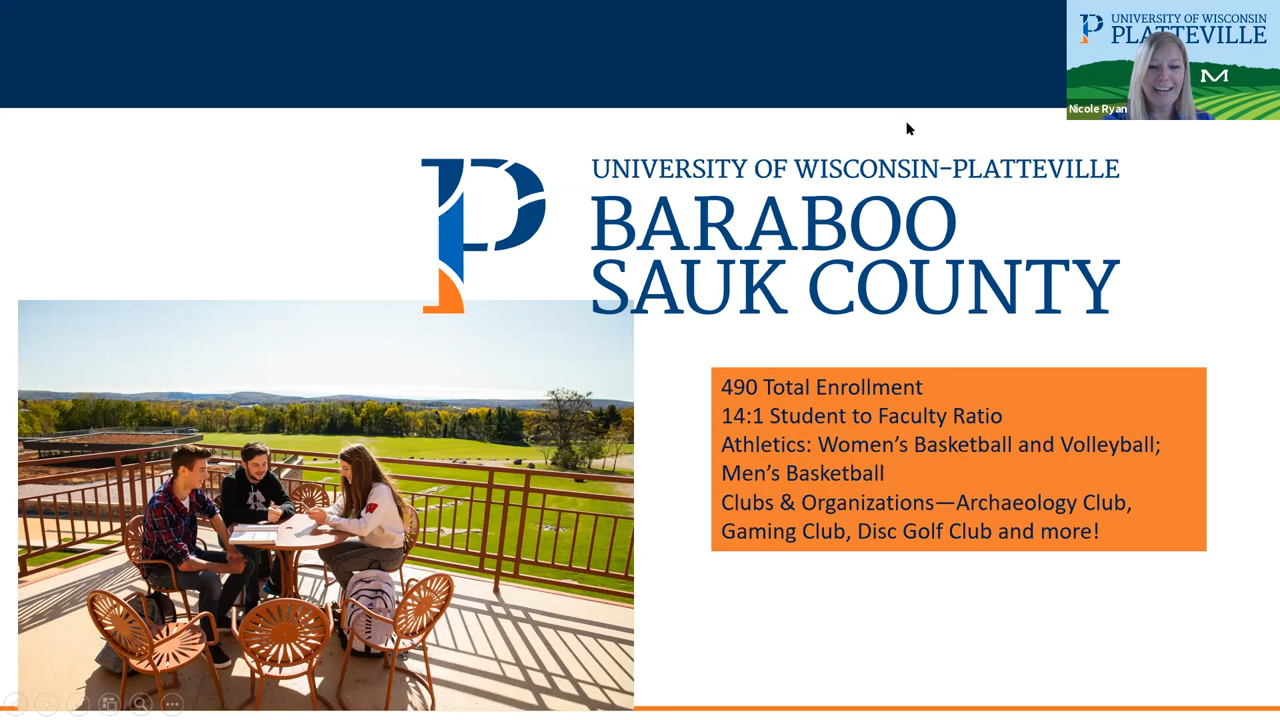 UNIVERSITY OF WISCONSIN
PLATTEVILLE
Nicole Ryan
UNIVERSITY OF WISCONSIN–PLATTEVILLE
BARABOO
SAUK COUNTY
490 Total Enrollment
14:1 Student to Faculty Ratio
Athletics: Women's Basketball and Volleyball;
Men's Basketball
Clubs & Organizations—Archaeology Club,
Gaming Club, Disc Golf Club and more!